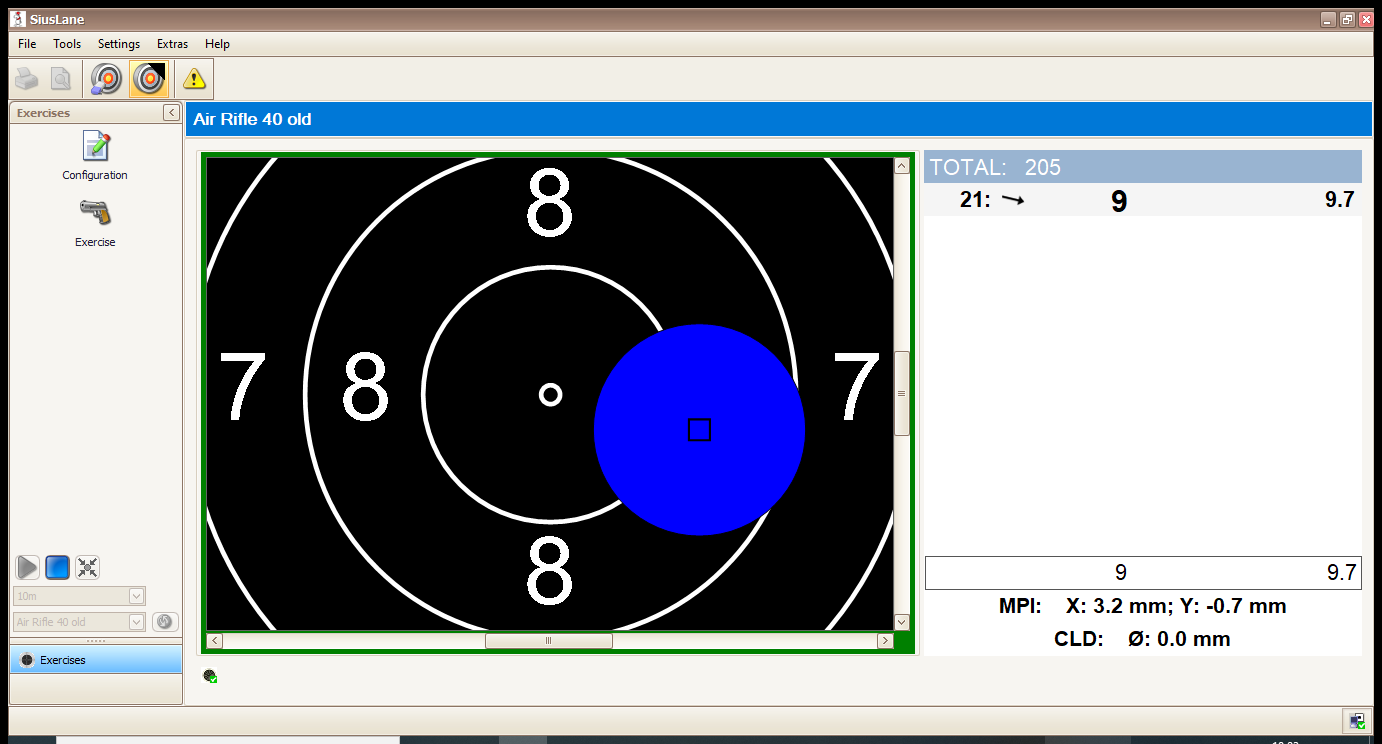 SiusLane
File Tools Settings Extras Help
Exercises
Configuration
Exercise
10m
Air Rifle 40 old
Exercises
Air Rifle 40 old
8
7 8 7
8
TOTAL: 205
21: 9 9.7
9 9.7
MPI: X: 3.2 mm; Y: -0.7 mm
CLD: Ø: 0.0 mm